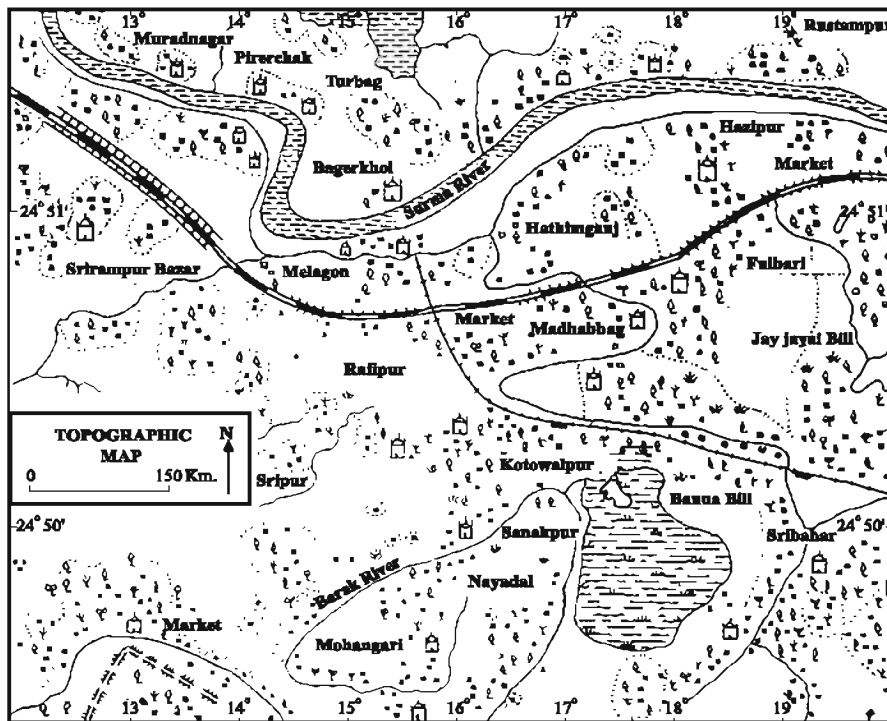 13 14° 15° 16° 17° 18° 19°
Muradnagar
Rustampur
Pirerchak
Turbag
Hazipur
Bagerkhol
Market
Surma River
24° 51'
24° 51'
Hatkimganj
Srirampur Bazar
Melagon
Fulbari
Market
Madhabbag
Jay jayai Bill
Rafipur
TOPOGRAPHIC
MAP
N
0 150 Km.
Kotowalpur
Sripur
Banua Bill
24° 50'
24° 50'
Sanakpur
Sribahar
Barak River
Nayadal
Market
Mohangari
13 14° 15° 16° 17° 18° 19